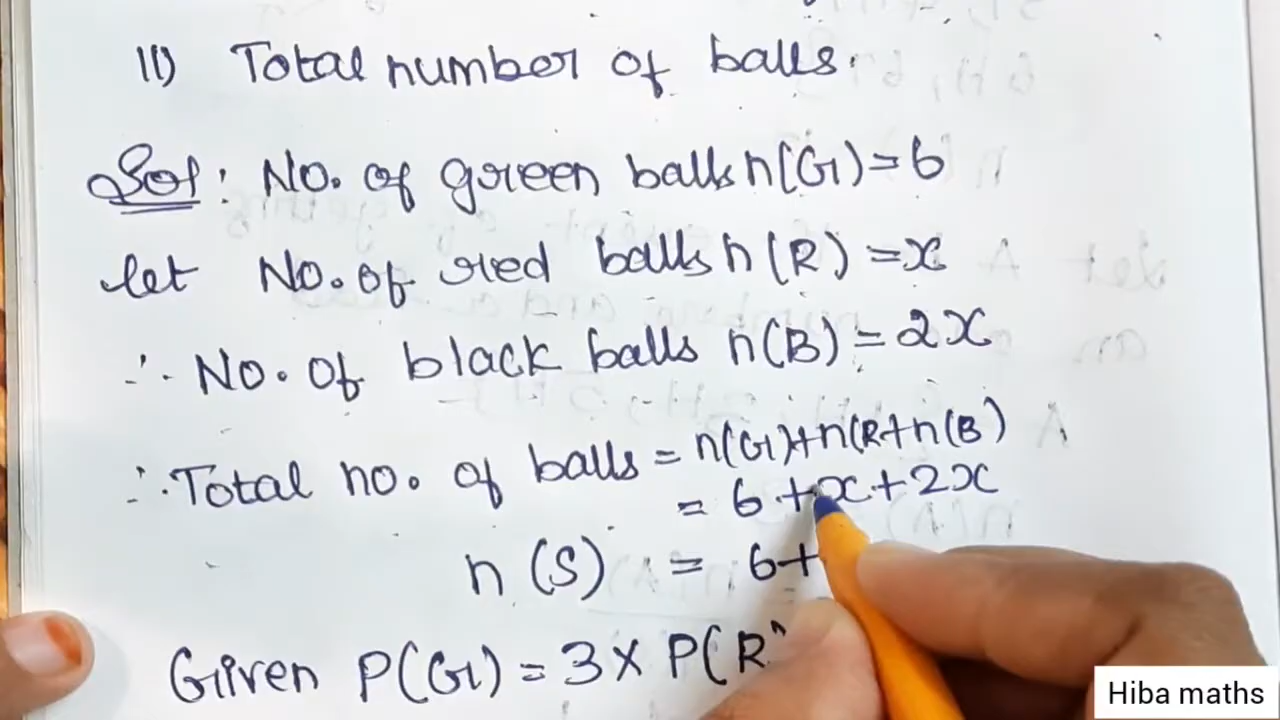 II) Total number of balls.
Sol: No. of green balls n(G)=6
let No. of red balls n(R)=x
∴ No. of black balls n(B)=2x
∴ Total no. of balls = n(G)+n(R+n(B)
= 6+x+2x
n(S) = 6+
Given P(G)=3×P(R)
Hiba maths